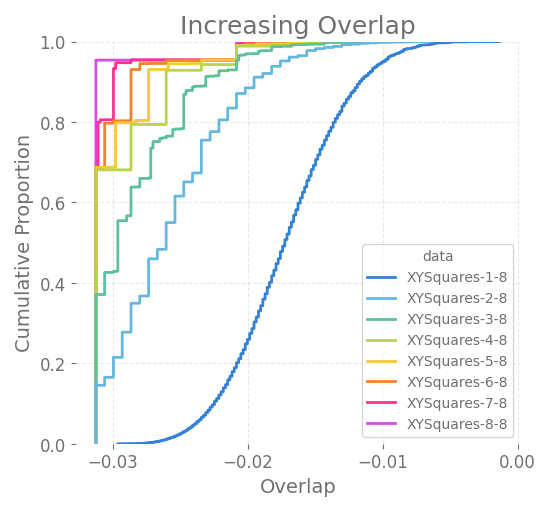 Increasing Overlap
Cumulative Proportion
1.0
0.8
0.6
0.4
0.2
0.0
−0.03
−0.02
−0.01
0.00
Overlap
data
XYSquares-1-8
XYSquares-2-8
XYSquares-3-8
XYSquares-4-8
XYSquares-5-8
XYSquares-6-8
XYSquares-7-8
XYSquares-8-8